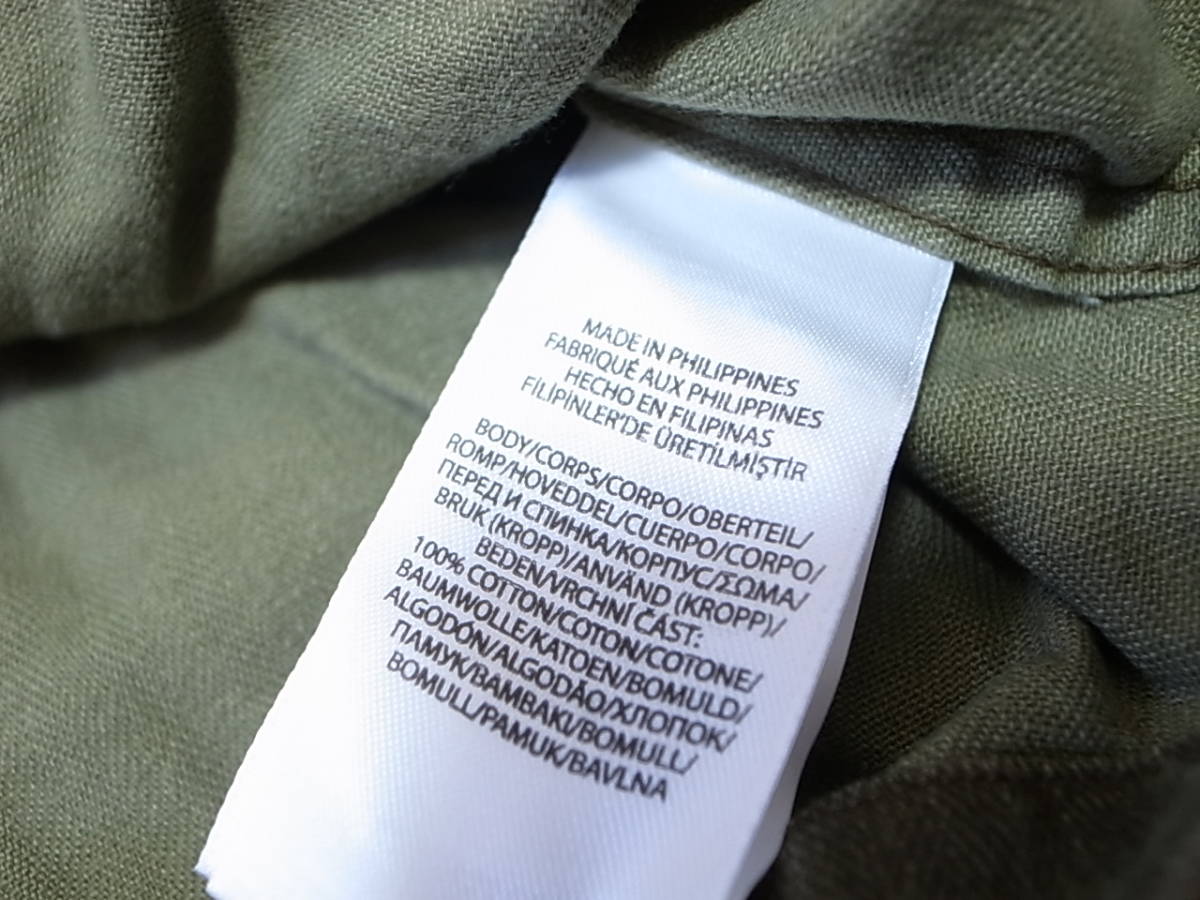 MADE IN PHILIPPINES
FABRIQUÉ AUX PHILIPPINES
HECHO EN FILIPINAS
FİLİPİNLER'DE ÜRETİLMİŞTİR
BODY/CORPS/CORPO/OBERTEIL/
ROMP/HOVEDDEL/CUERPO/CORPO/
ПЕРЕД И СПИНКА/КОРПУС/ΣΩΜΑ/
BRUK (KROPP)/ANVÄND (KROPP)/
BEDEN/VRCHNÍ ČÁST:
100% COTTON/COTON/COTONE/
BAUMWOLLE/KATOEN/BOMULD/
ALGODÓN/ALGODÃO/ХЛОПОК/
ПАМУК/ΒΑΜΒΑΚΙ/BOMULL/
BOMULL/PAMUK/BAVLNA